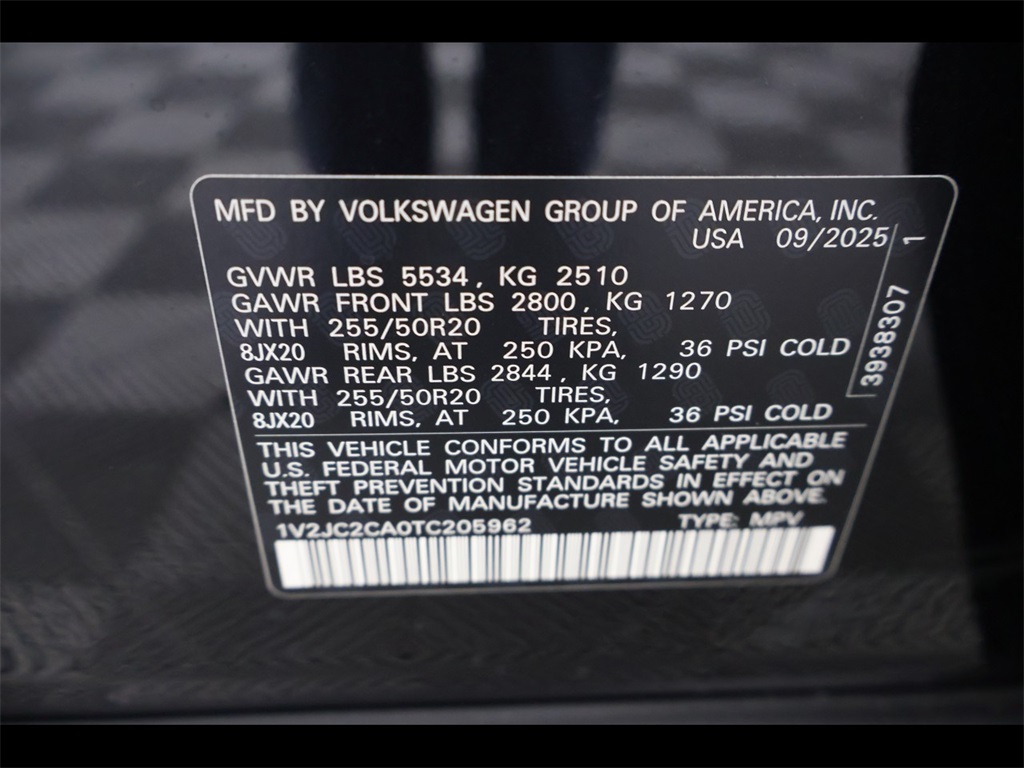 MFD BY VOLKSWAGEN GROUP OF AMERICA, INC.
USA 09/2025
GVWR LBS 5534, KG 2510
GAWR FRONT LBS 2800, KG 1270
WITH 255/50R20 TIRES,
8JX20 RIMS, AT 250 KPA, 36 PSI COLD
GAWR REAR LBS 2844, KG 1290
WITH 255/50R20 TIRES,
8JX20 RIMS, AT 250 KPA, 36 PSI COLD
3938307 1
THIS VEHICLE CONFORMS TO ALL APPLICABLE
U.S. FEDERAL MOTOR VEHICLE SAFETY AND
THEFT PREVENTION STANDARDS IN EFFECT ON
THE DATE OF MANUFACTURE SHOWN ABOVE.
1V2JC2CA0TC205962 TYPE: MPV